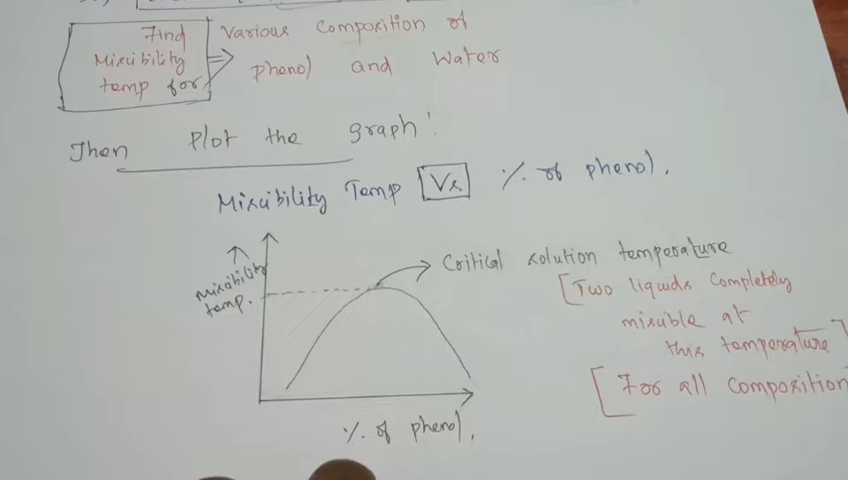 Find Various Composition of
Miscibility
temp for ⇒ phenol and Water
Then Plot the graph:
Miscibility Temp Vs % of phenol.
Miscibility
temp.
Critical solution temperature
[Two liquids Completely
miscible at
this temperature]
[For all Composition
% of phenol.